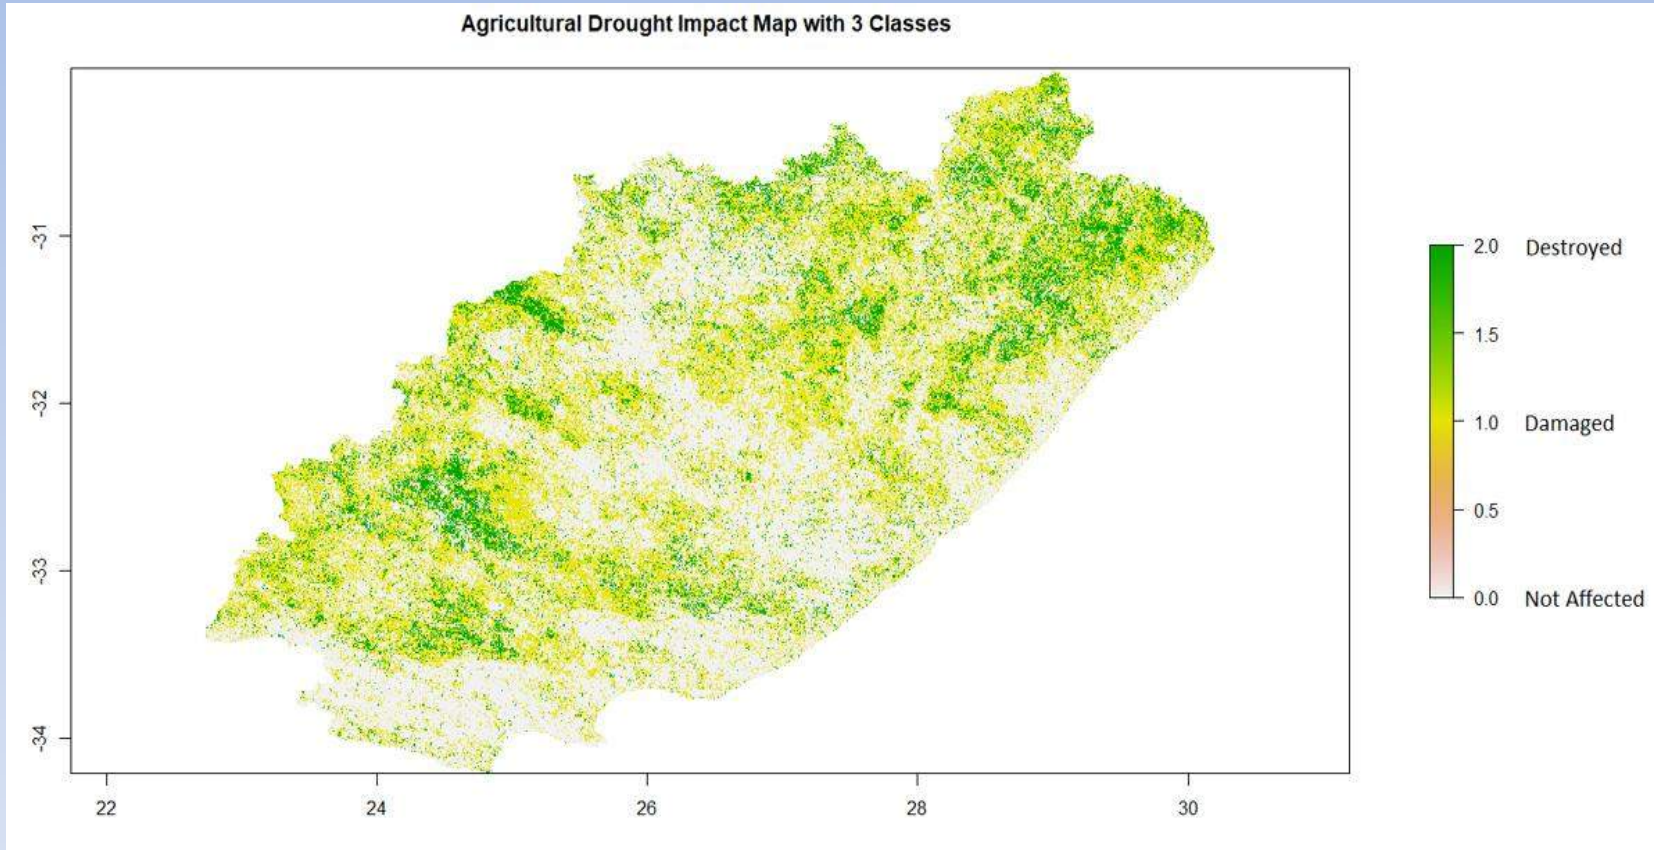 Agricultural Drought Impact Map with 3 Classes
-31
-32
-33
-34
22
24
26
28
30
2.0 Destroyed
1.5
1.0 Damaged
0.5
0.0 Not Affected